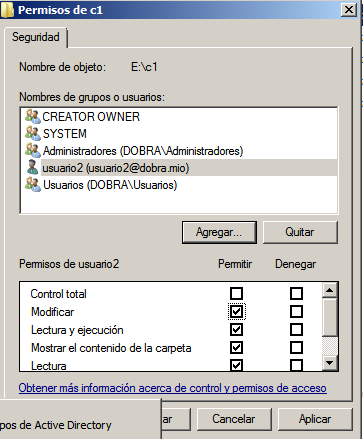 Permisos de c1
Seguridad
Nombre de objeto: E:\c1
Nombres de grupos o usuarios:
CREATOR OWNER
SYSTEM
Administradores (DOBRA\Administradores)
usuario2 (usuario2@dobra.mio)
Usuarios (DOBRA\Usuarios)
Agregar... Quitar
Permisos de usuario2 Permitir Denegar
Control total
Modificar
Lectura y ejecución
Mostrar el contenido de la carpeta
Lectura
Obtener más información acerca de control y permisos de acceso
ar Cancelar Aplicar
pos de Active Directory